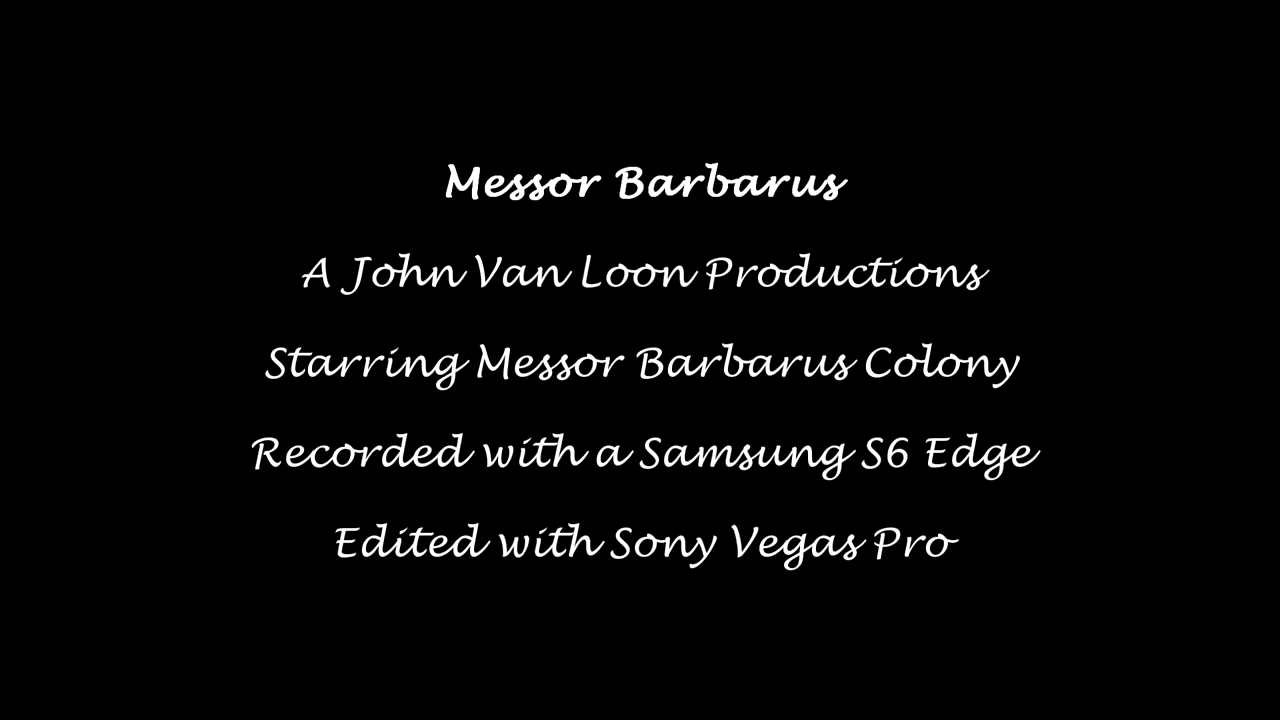 Messor Barbarus
A John Van Loon Productions
Starring Messor Barbarus Colony
Recorded with a Samsung S6 Edge
Edited with Sony Vegas Pro